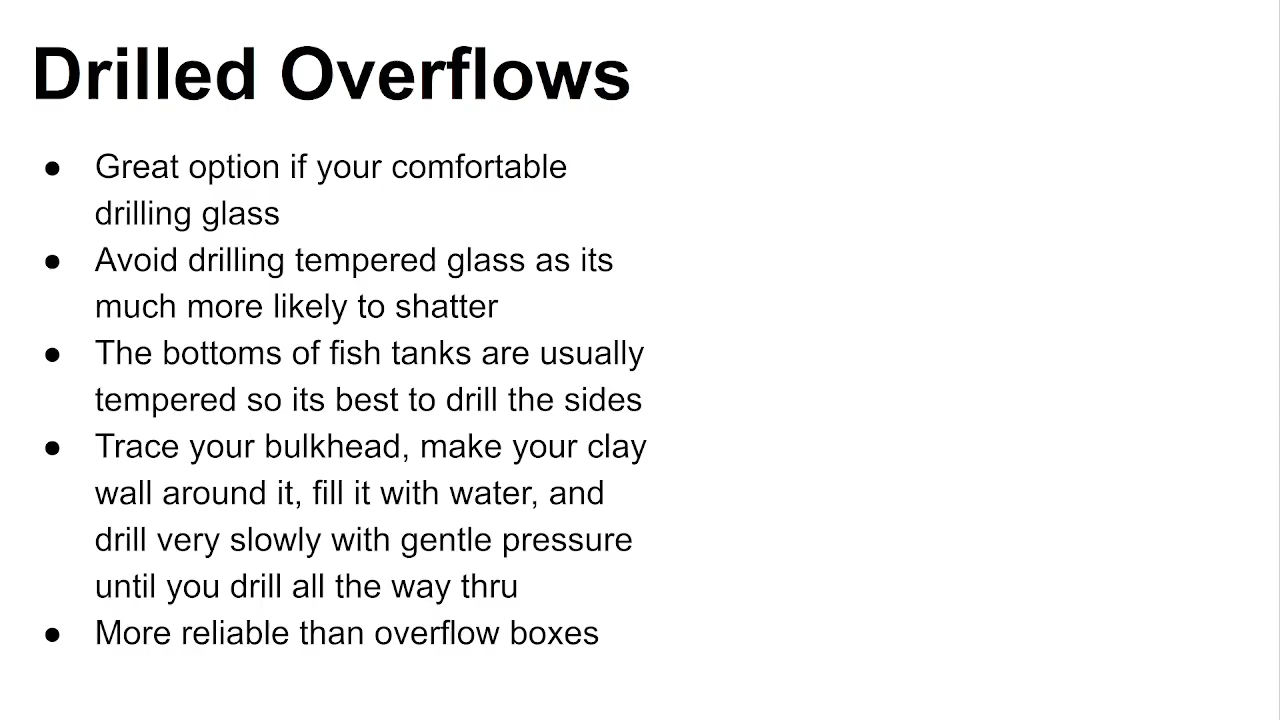 Drilled Overflows
● Great option if your comfortable
drilling glass
● Avoid drilling tempered glass as its
much more likely to shatter
● The bottoms of fish tanks are usually
tempered so its best to drill the sides
● Trace your bulkhead, make your clay
wall around it, fill it with water, and
drill very slowly with gentle pressure
until you drill all the way thru
● More reliable than overflow boxes